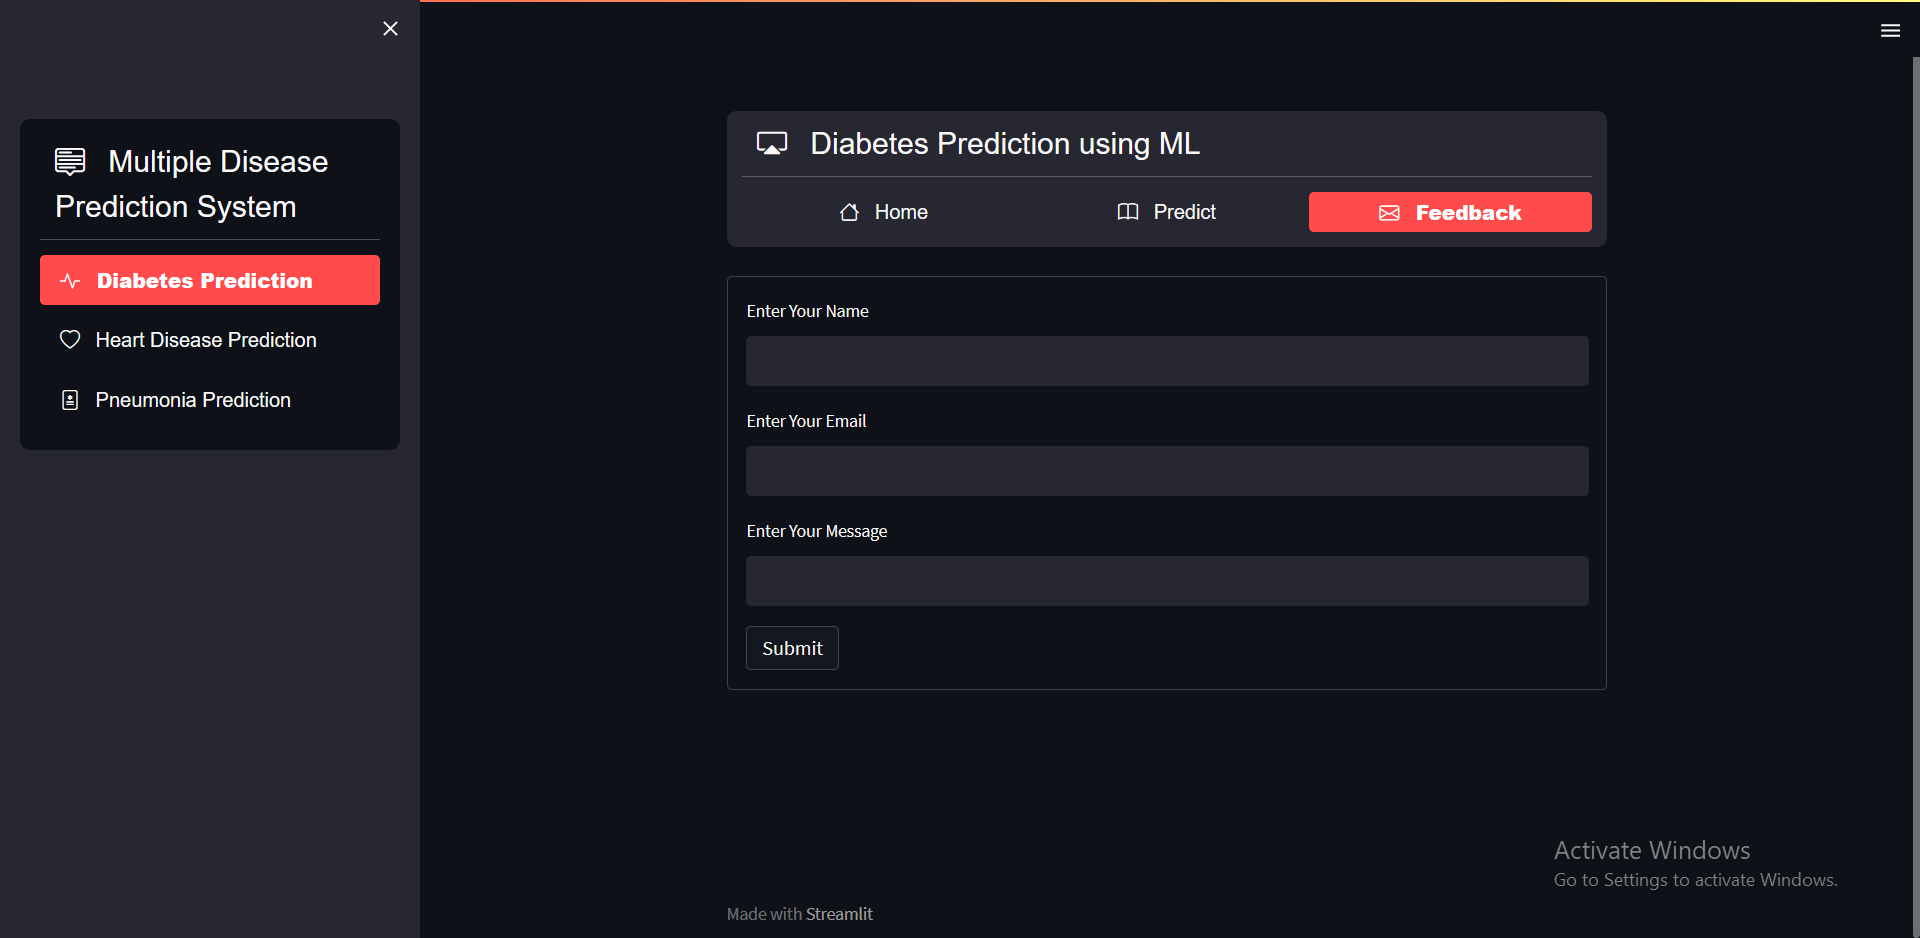 Multiple Disease
Prediction System
Diabetes Prediction
Heart Disease Prediction
Pneumonia Prediction
Diabetes Prediction using ML
Home
Predict
Feedback
Enter Your Name
Enter Your Email
Enter Your Message
Submit
Activate Windows
Go to Settings to activate Windows.
Made with Streamlit